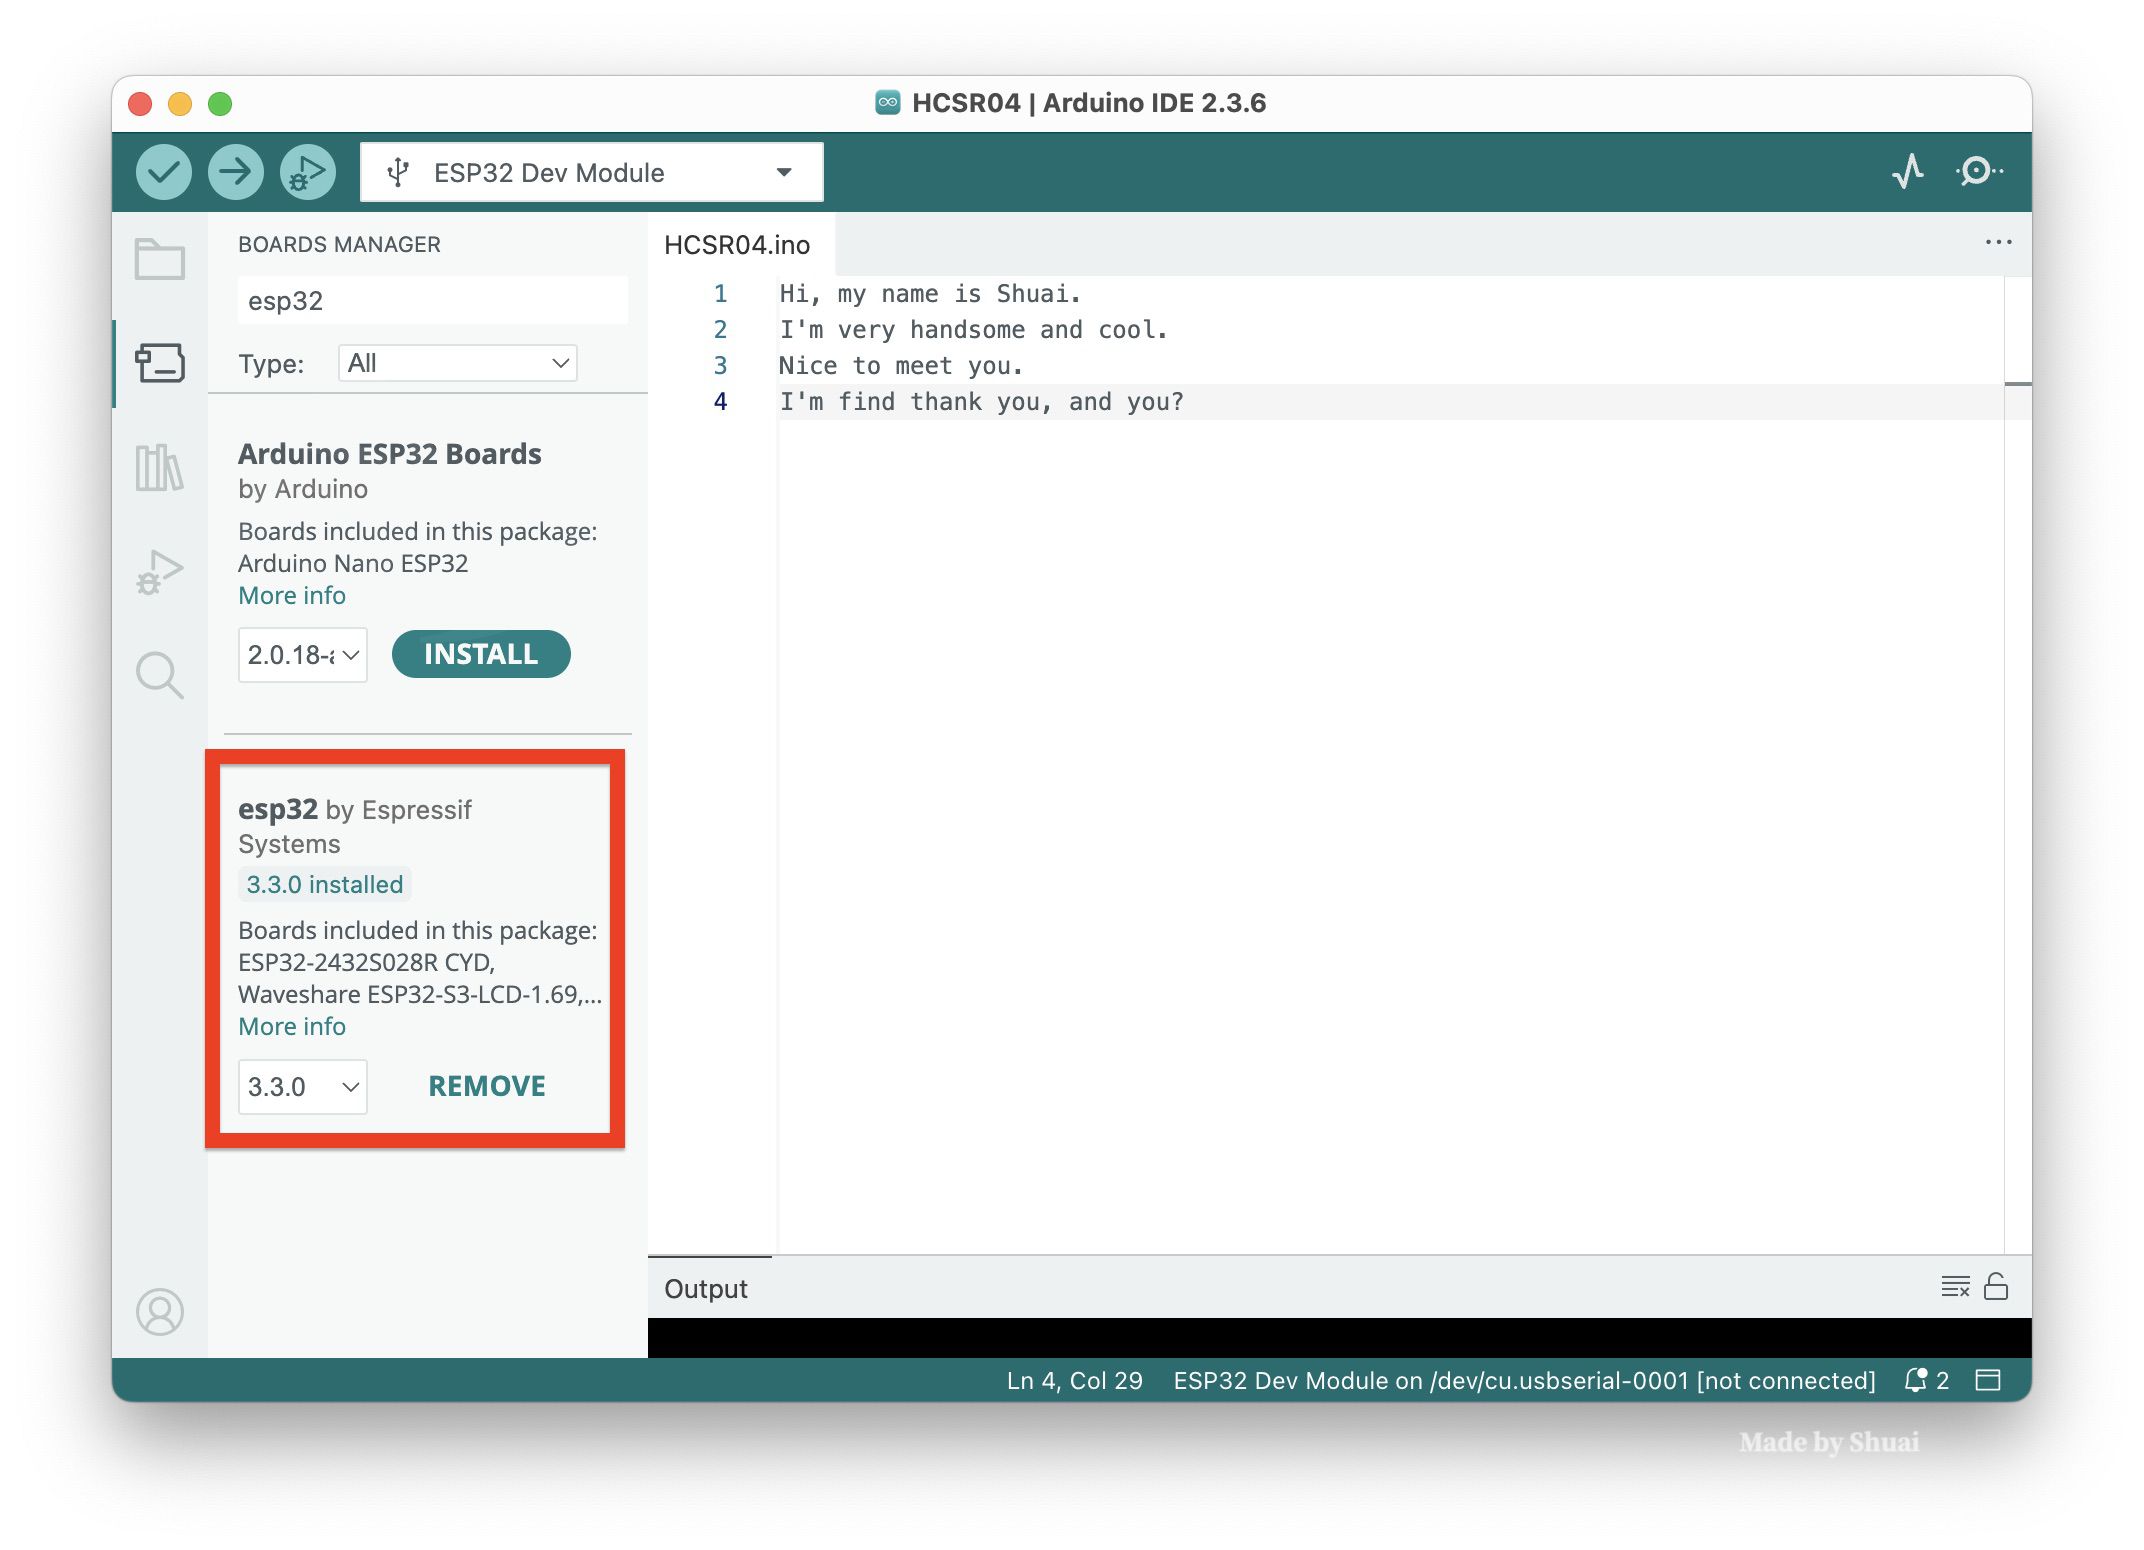 HCSR04 | Arduino IDE 2.3.6
ESP32 Dev Module
BOARDS MANAGER
esp32
Type: All
Arduino ESP32 Boards
by Arduino
Boards included in this package:
Arduino Nano ESP32
More info
2.0.18-a
INSTALL
esp32 by Espressif
Systems
3.3.0 installed
Boards included in this package:
ESP32-2432S028R CYD,
Waveshare ESP32-S3-LCD-1.69,...
More info
3.3.0
REMOVE
HCSR04.ino
1 Hi, my name is Shuai.
2 I'm very handsome and cool.
3 Nice to meet you.
4 I'm find thank you, and you?
Output
Ln 4, Col 29 ESP32 Dev Module on /dev/cu.usbserial-0001 [not connected] 2
Made by Shuai